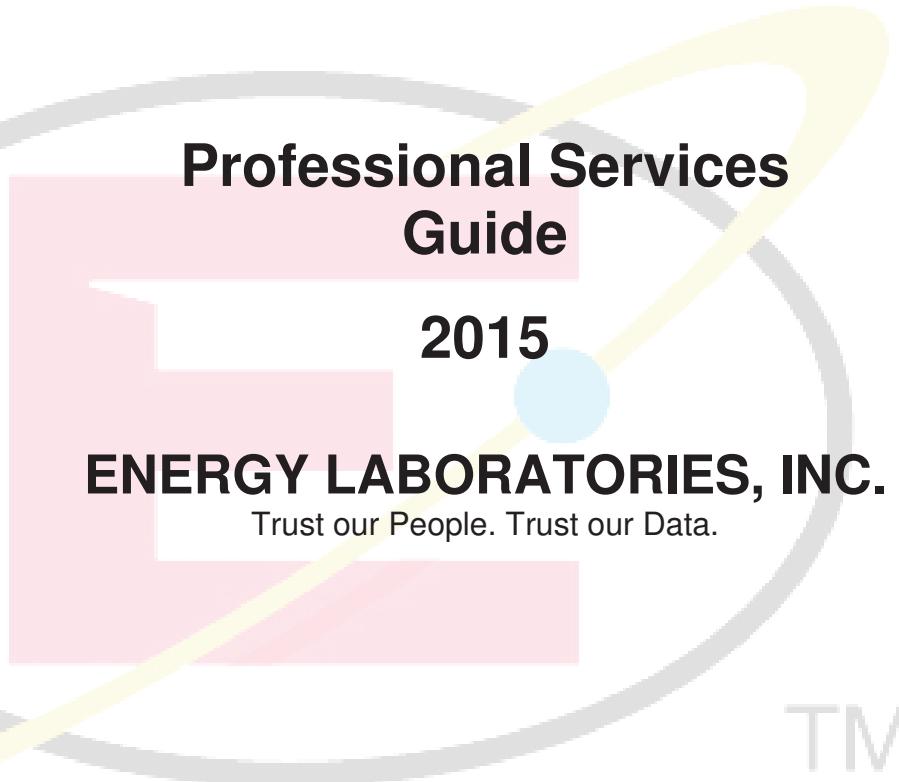 Professional Services
Guide
2015
ENERGY LABORATORIES, INC.
Trust our People. Trust our Data.
TM